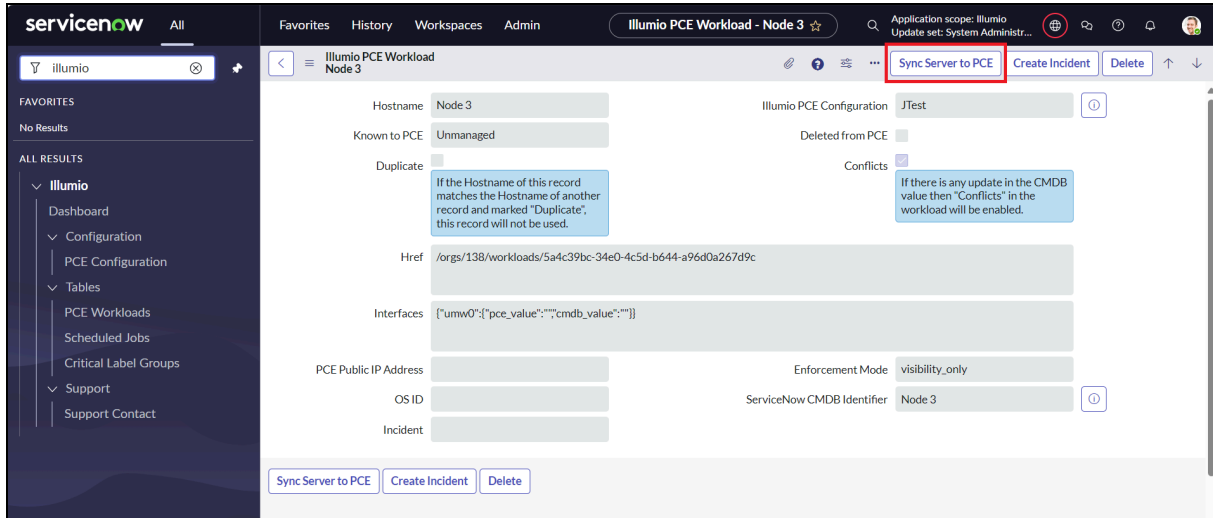 servicenow
All
Favorites
History
Workspaces
Admin
Illumio PCE Workload - Node 3
Application scope: Illumio
Update set: System Administr...
illumio
FAVORITES
No Results
ALL RESULTS
Illumio
Dashboard
Configuration
PCE Configuration
Tables
PCE Workloads
Scheduled Jobs
Critical Label Groups
Support
Support Contact
Illumio PCE Workload
Node 3
Sync Server to PCE
Create Incident
Delete
Hostname
Node 3
Illumio PCE Configuration
JTest
Known to PCE
Unmanaged
Deleted from PCE
Duplicate
If the Hostname of this record
matches the Hostname of another
record and marked "Duplicate",
this record will not be used.
Conflicts
If there is any update in the CMDB
value then "Conflicts" in the
workload will be enabled.
Href
/orgs/138/workloads/5a4c39bc-34e0-4c5d-b644-a96d0a267d9c
Interfaces
{"umw0":{"pce_value":"","cmdb_value":""}}
PCE Public IP Address
Enforcement Mode
visibility_only
OS ID
ServiceNow CMDB Identifier
Node 3
Incident
Sync Server to PCE
Create Incident
Delete